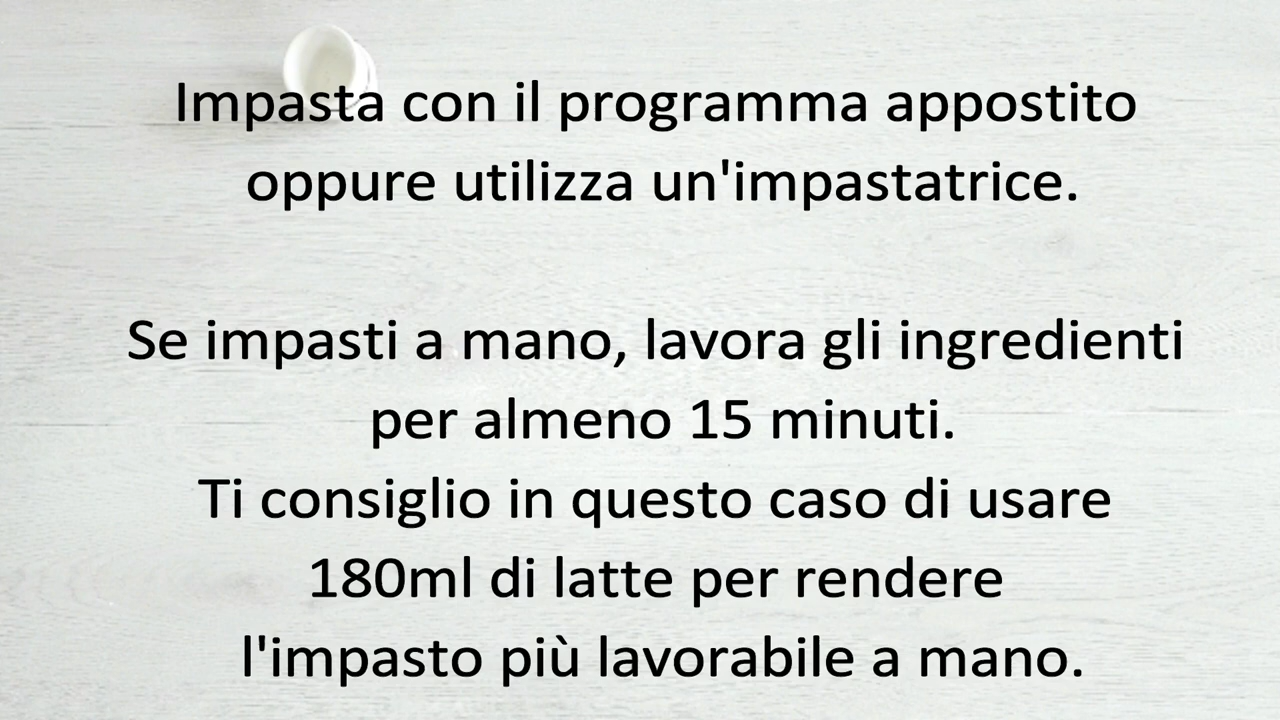 Impasta con il programma appostito
oppure utilizza un'impastatrice.
Se impasti a mano, lavora gli ingredienti
per almeno 15 minuti.
Ti consiglio in questo caso di usare
180ml di latte per rendere
l'impasto più lavorabile a mano.